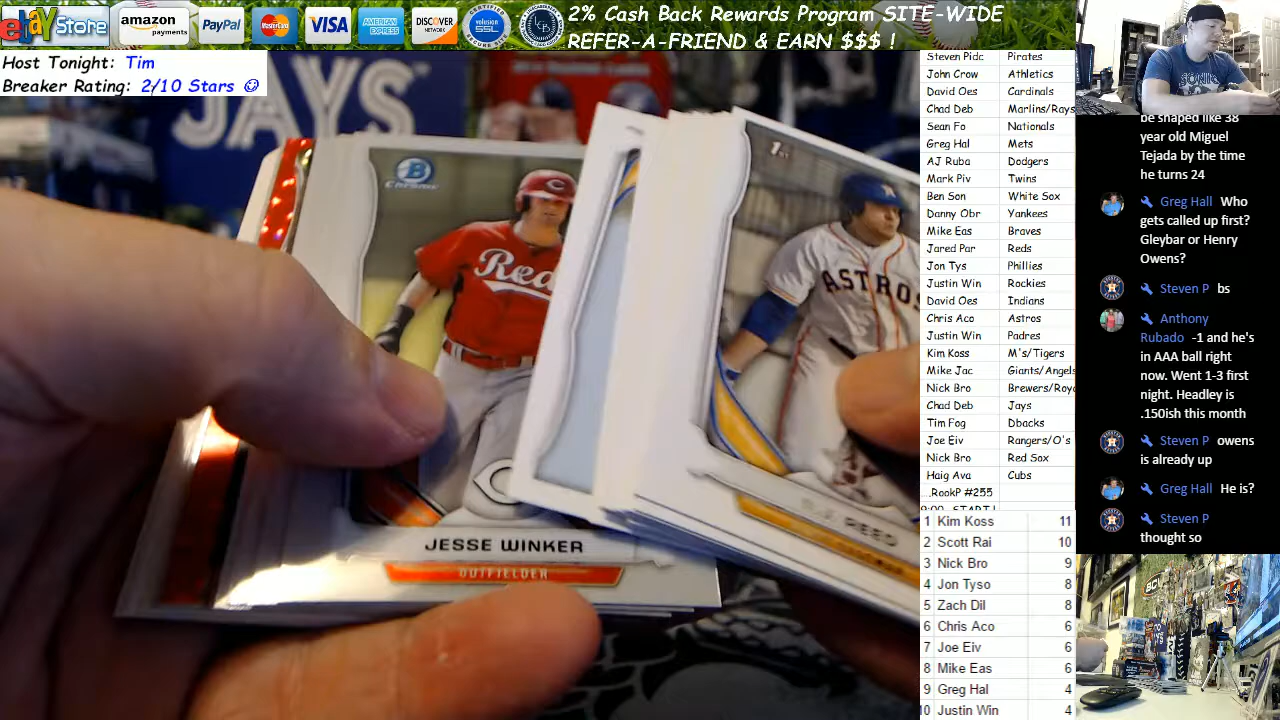 ebay Store
amazon
payments
PayPal
MasterCard
VISA
AMERICAN
EXPRESS
DISCOVER
NETWORK
volusion
SSL
2% Cash Back Rewards Program SITE-WIDE
REFER-A-FRIEND & EARN $$$ !
Host Tonight: Tim
Breaker Rating: 2/10 Stars ☺
JAYS
B
Chrome
Red
1st
ASTROS
REED
JESSE WINKER
OUTFIELDER
Steven Pidc Pirates
John Crow Athletics
David Oes Cardinals
Chad Deb Marlins/Rays
Sean Fo Nationals
Greg Hal Mets
AJ Ruba Dodgers
Mark Piv Twins
Ben Son White Sox
Danny Obr Yankees
Mike Eas Braves
Jared Par Reds
Jon Tys Phillies
Justin Win Rockies
David Oes Indians
Chris Aco Astros
Justin Win Padres
Kim Koss M's/Tigers
Mike Jac Giants/Angels
Nick Bro Brewers/Roy
Chad Deb Jays
Tim Fog Dbacks
Joe Eiv Rangers/O's
Nick Bro Red Sox
Haig Ava Cubs
.RookP #255
9:00 START!
1 Kim Koss 11
2 Scott Rai 10
3 Nick Bro 9
4 Jon Tyso 8
5 Zach Dil 8
6 Chris Aco 6
7 Joe Eiv 6
8 Mike Eas 6
9 Greg Hal 4
10 Justin Win 4
be shaped like 38
year old Miguel
Tejada by the time
he turns 24
Greg Hall Who
gets called up first?
Gleybar or Henry
Owens?
Steven P bs
Anthony
Rubado -1 and he's
in AAA ball right
now. Went 1-3 first
night. Headley is
.150ish this month
Steven P owens
is already up
Greg Hall He is?
Steven P
thought so